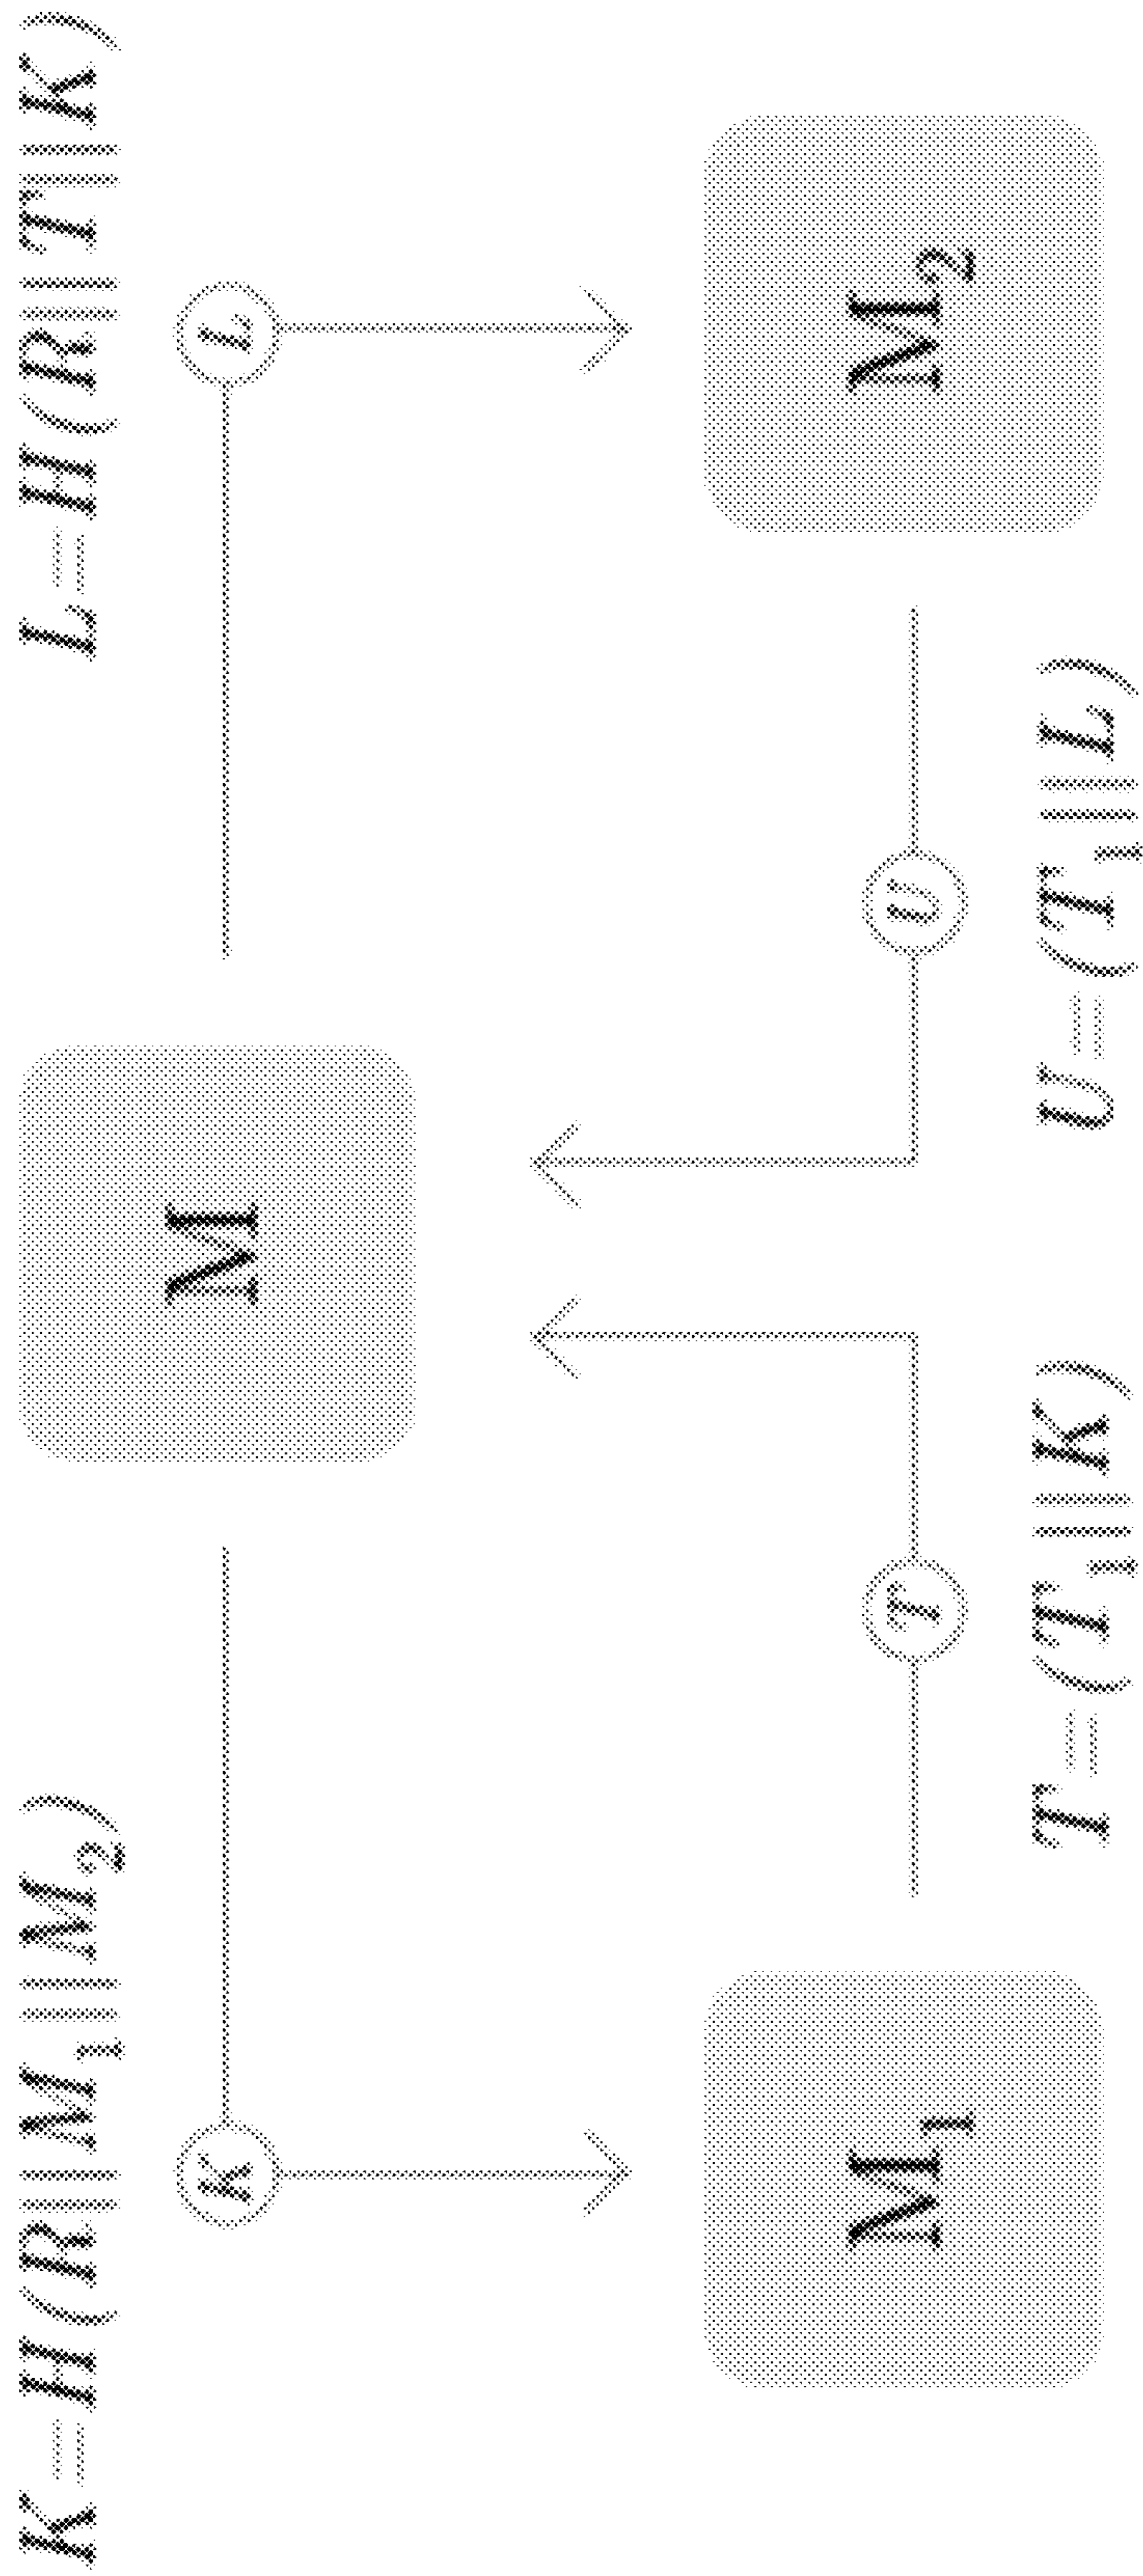 K=H(R||M₁||M₂)
L=H(R||T||K)
K
M
L
M₁
T
U
M₂
T=(T₁||K)
U=(T₁||L)